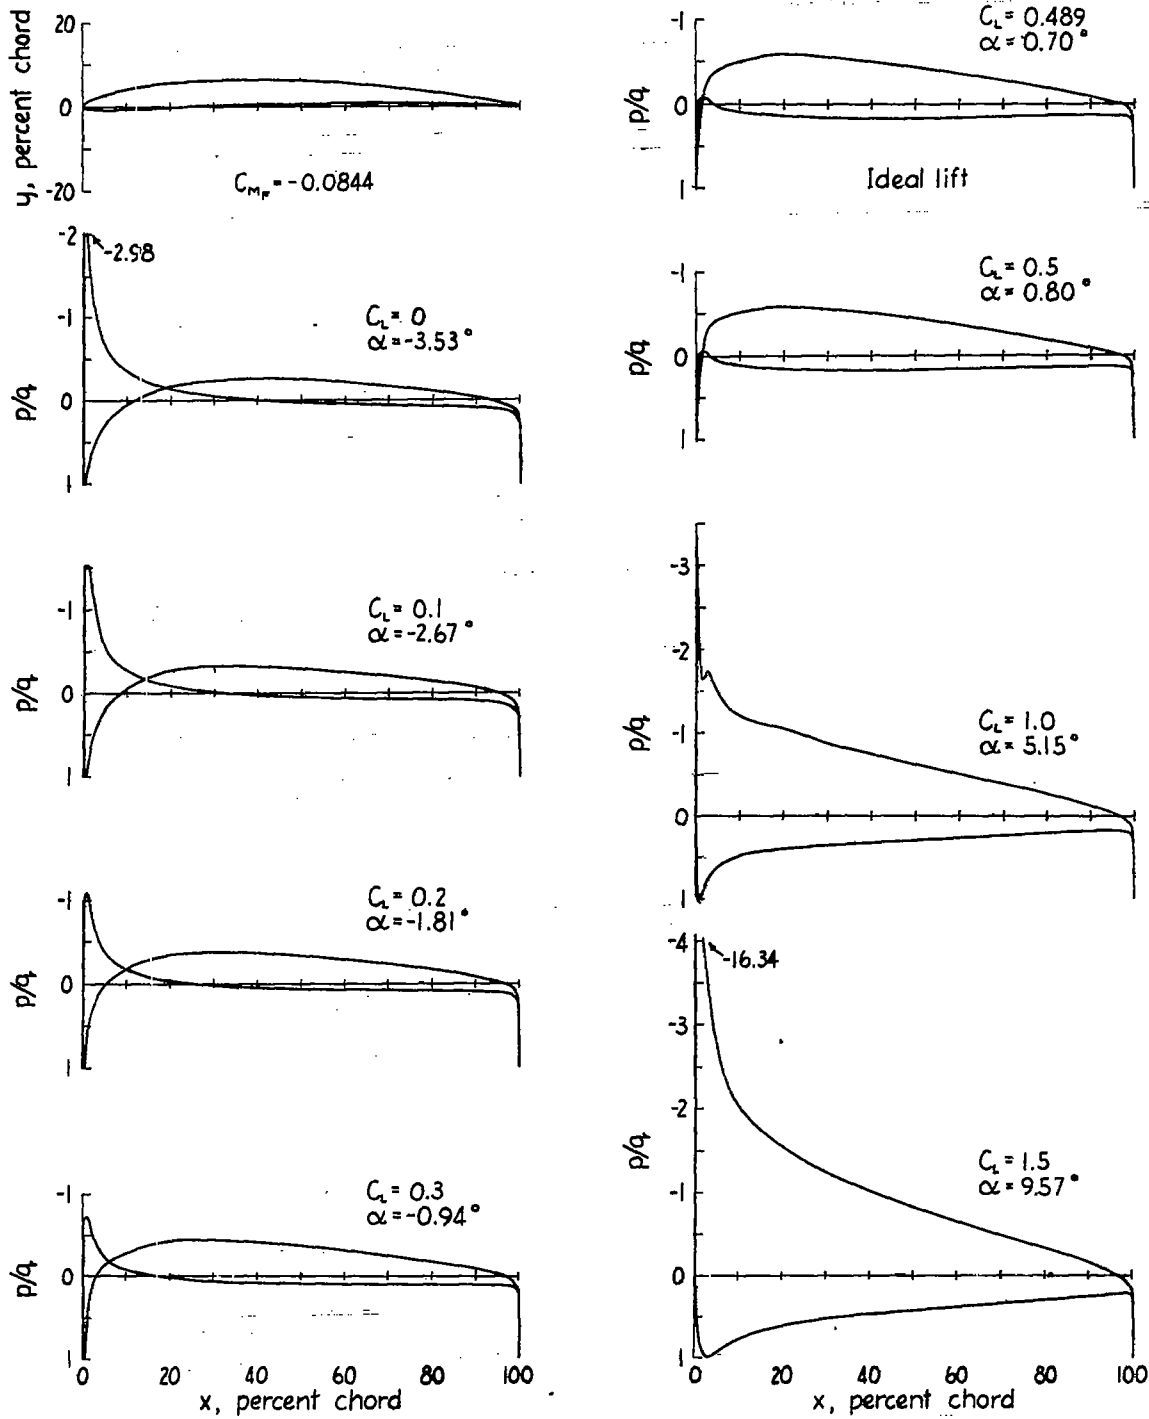 20
0
-20
y, percent chord
C_MF = -0.0844
-2
-1
0
1
p/q
-2.98
C_L = 0
α = -3.53°
-1
0
1
p/q
C_L = 0.1
α = -2.67°
-1
0
1
p/q
C_L = 0.2
α = -1.81°
-1
0
1
p/q
C_L = 0.3
α = -0.94°
0 20 40 60 80 100
x, percent chord
-1
0
1
p/q
C_L = 0.489
α = 0.70°
Ideal lift
-1
0
1
p/q
C_L = 0.5
α = 0.80°
-3
-2
-1
0
1
p/q
C_L = 1.0
α = 5.15°
-4
-3
-2
-1
0
1
p/q
-16.34
C_L = 1.5
α = 9.57°
0 20 40 60 80 100
x, percent chord